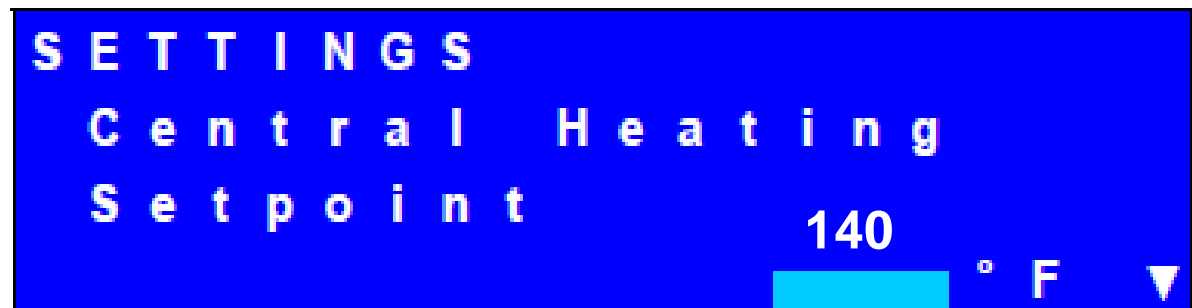 SETTINGS
Central Heating
Setpoint
140
°F ▼